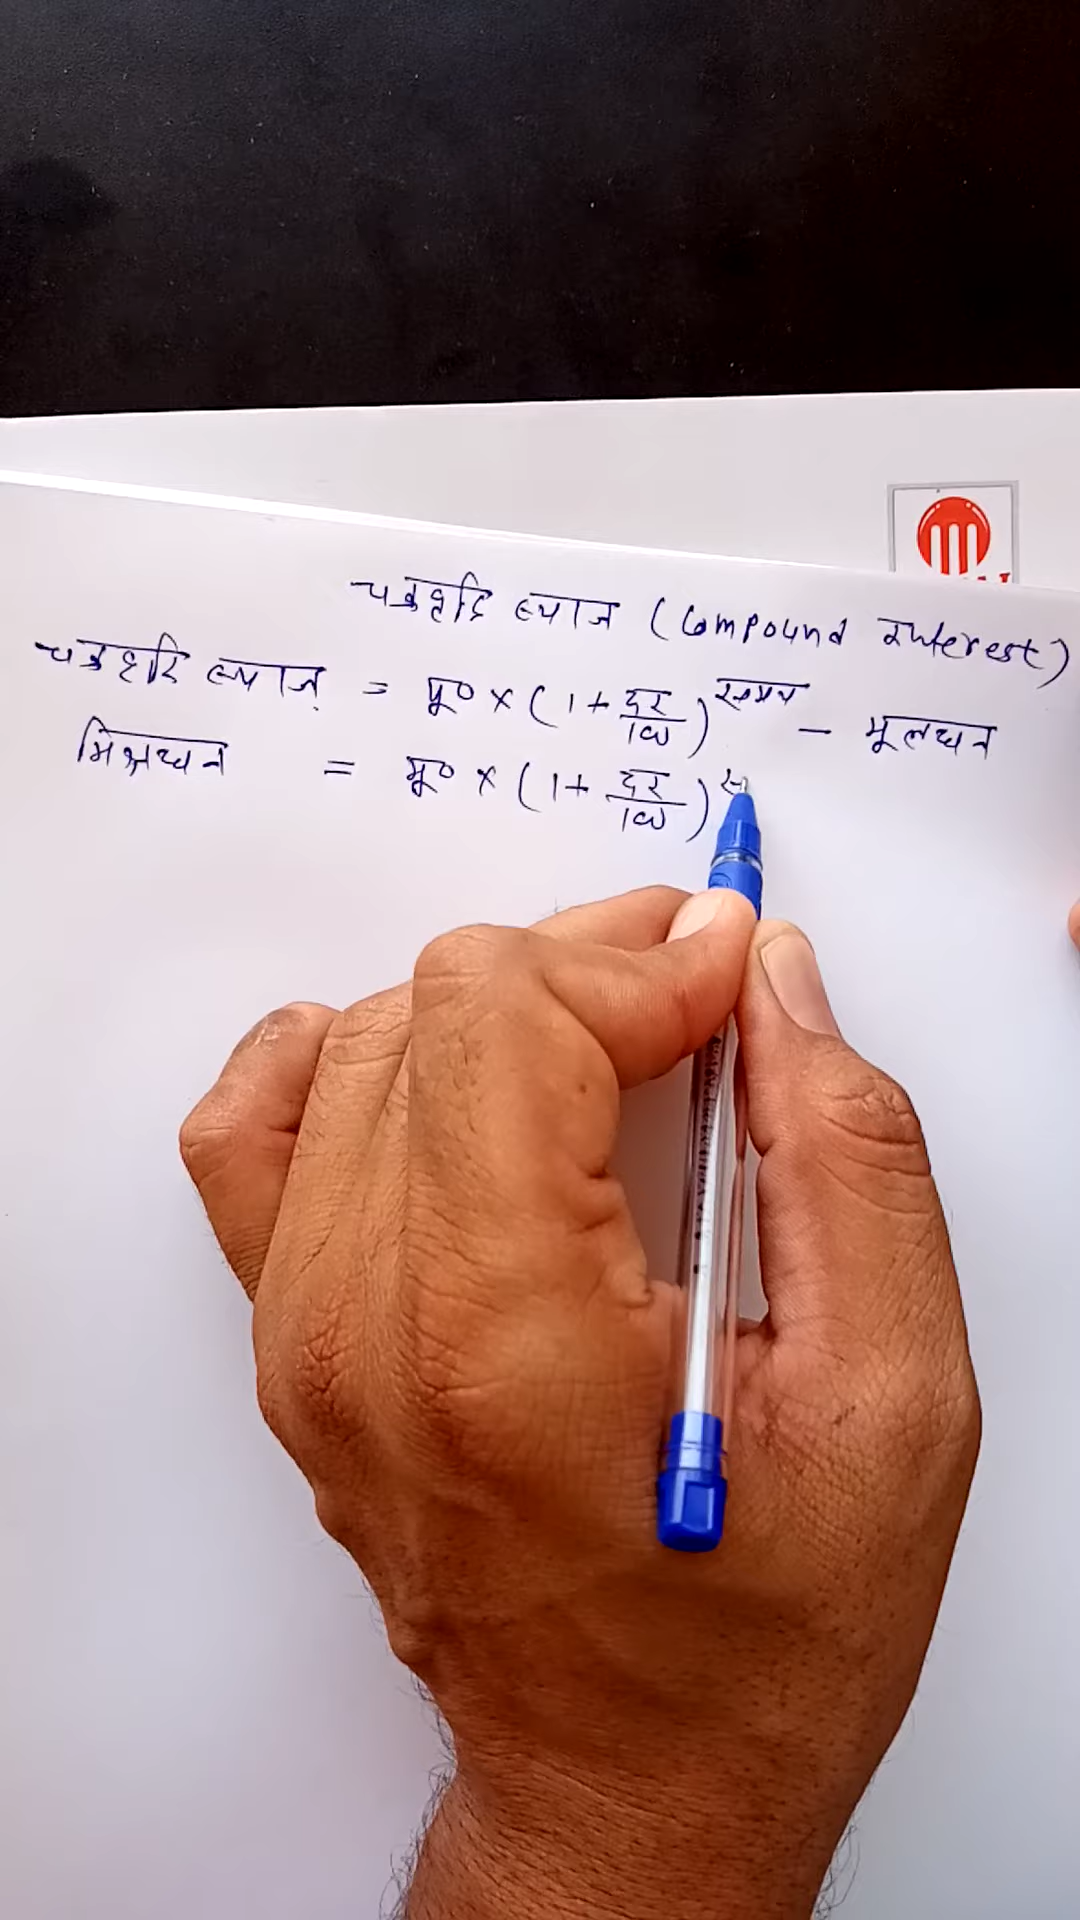 चक्रवृद्धि ब्याज (Compound Interest)
चक्रवृद्धि ब्याज = मू० × (1 + दर/100)^समय − मूलधन
मिश्रधन = मू० × (1 + दर/100)^स